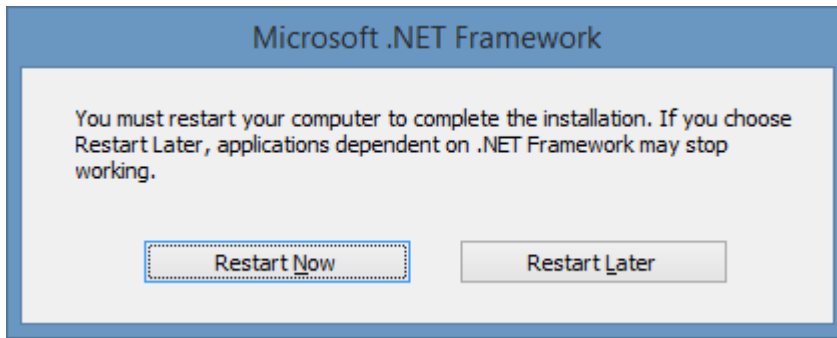 Microsoft .NET Framework
You must restart your computer to complete the installation. If you choose
Restart Later, applications dependent on .NET Framework may stop
working.
Restart Now
Restart Later